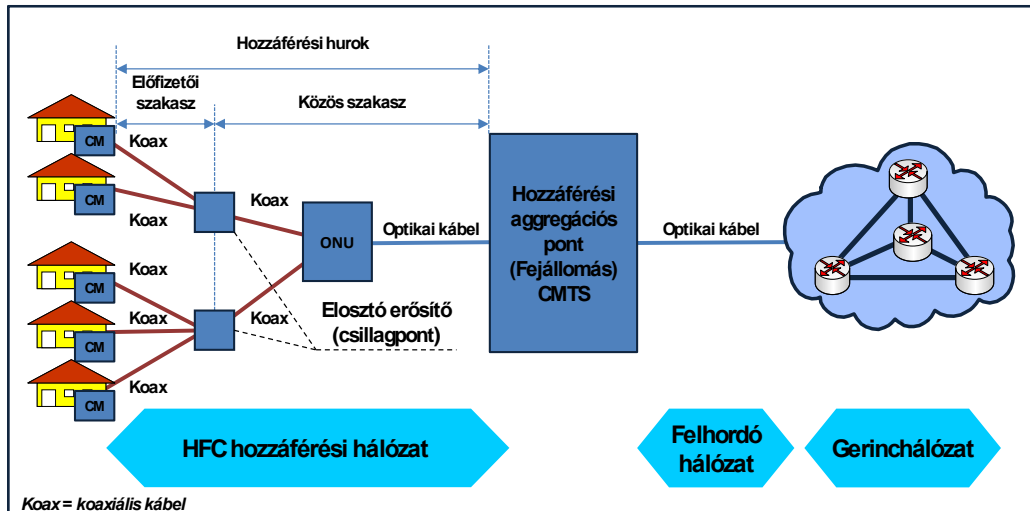 Hozzáférési hurok
Előfizetői
szakasz
Közös szakasz
CM
Koax
CM
Koax
Koax
ONU
Optikai kábel
Hozzáférési
aggregációs
pont
(Fejállomás)
CMTS
Optikai kábel
CM
Koax
CM
Koax
Koax
Elosztó erősítő
(csillagpont)
CM
Koax
HFC hozzáférési hálózat
Felhordó
hálózat
Gerinchálózat
Koax = koaxiális kábel